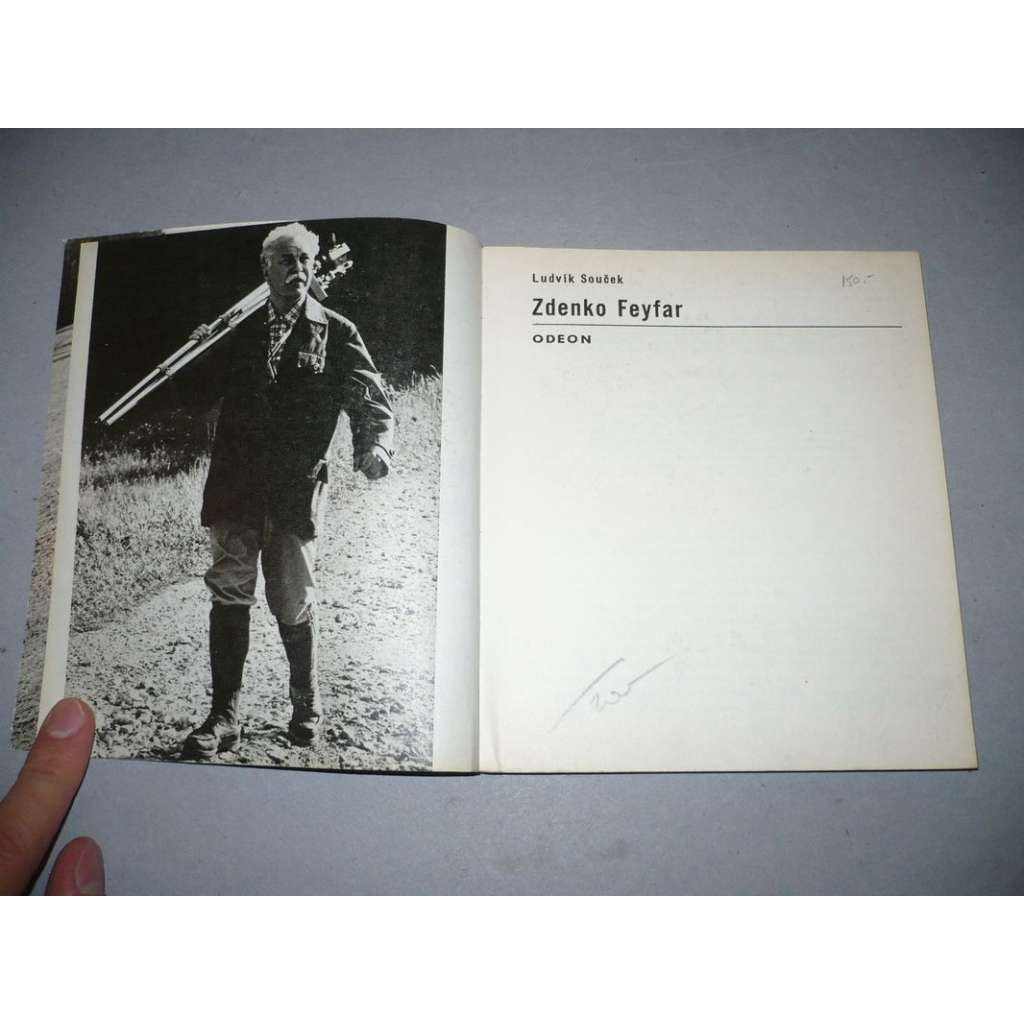 Ludvík Souček
150.-
Zdenko Feyfar
ODEON